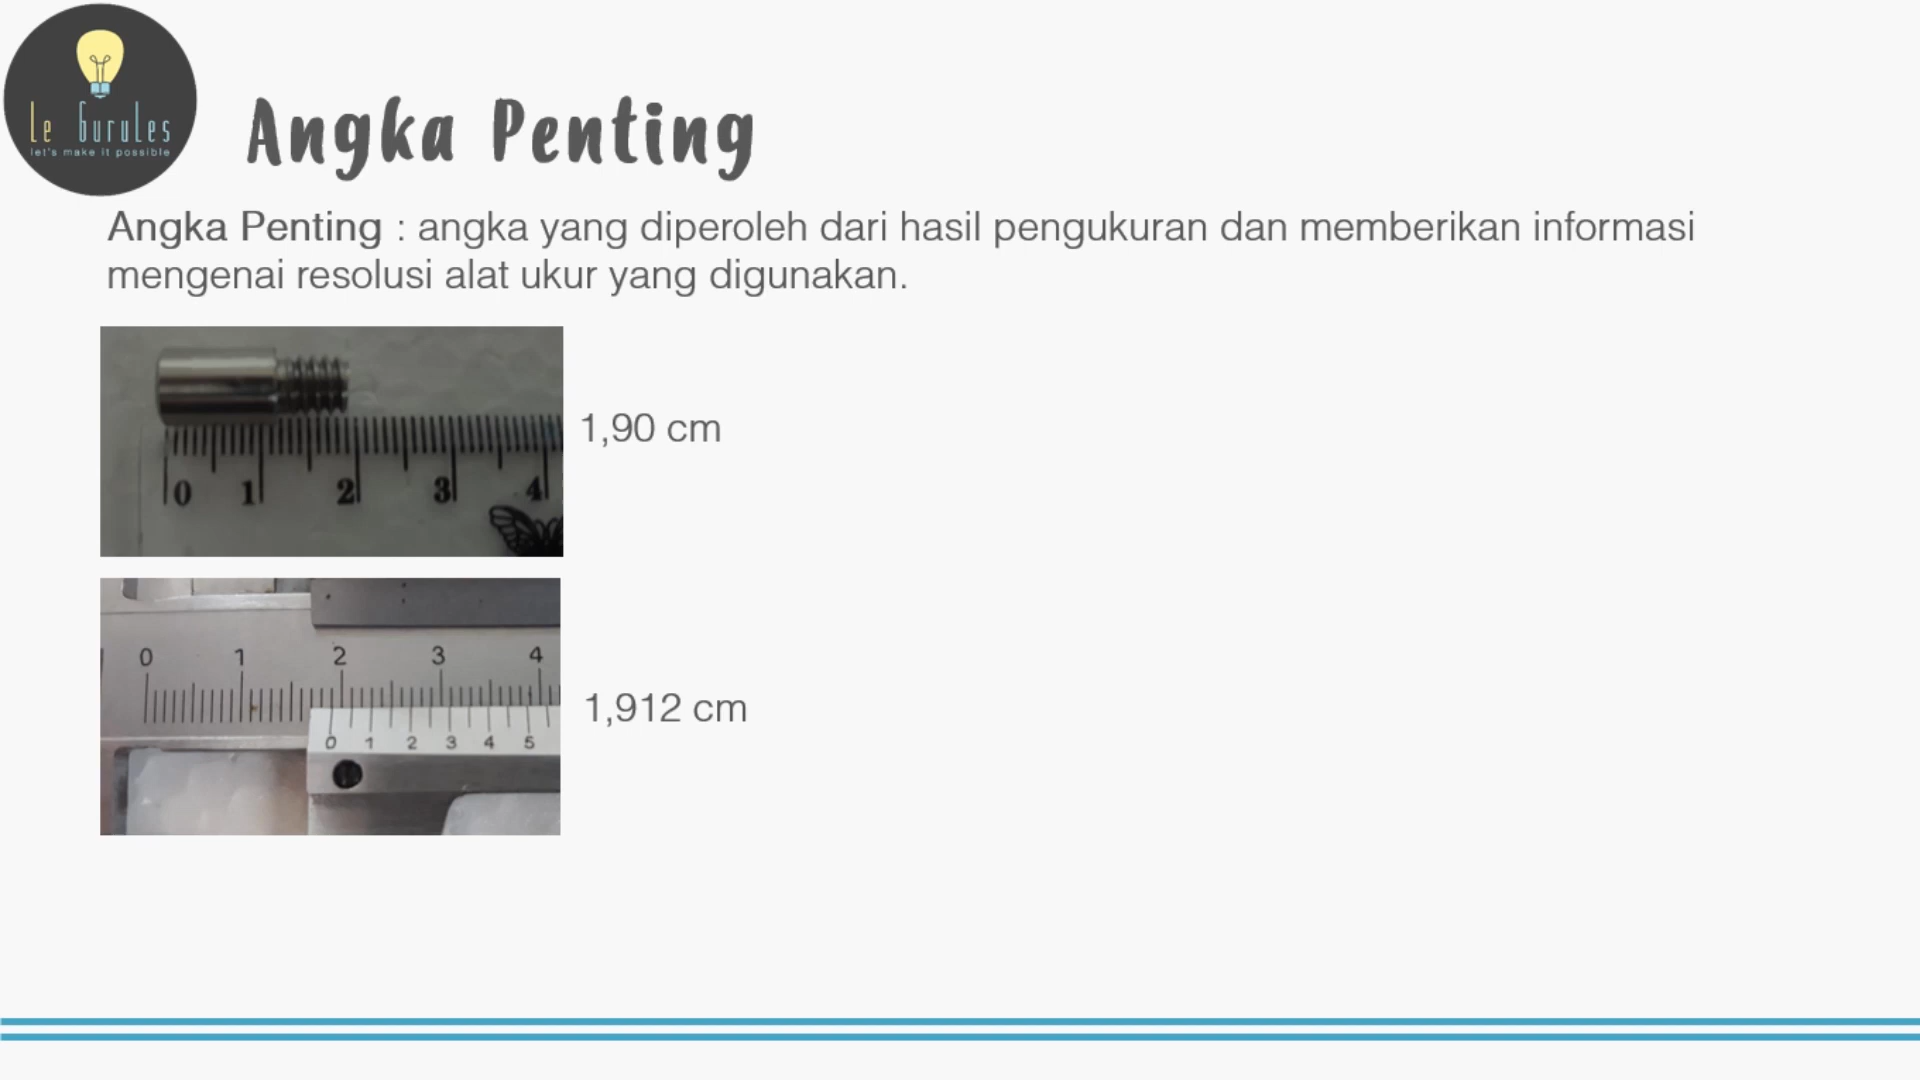 le gurules
let's make it possible
Angka Penting
Angka Penting : angka yang diperoleh dari hasil pengukuran dan memberikan informasi
mengenai resolusi alat ukur yang digunakan.
0 1 2 3 4
1,90 cm
0 1 2 3 4
0 1 2 3 4 5
1,912 cm